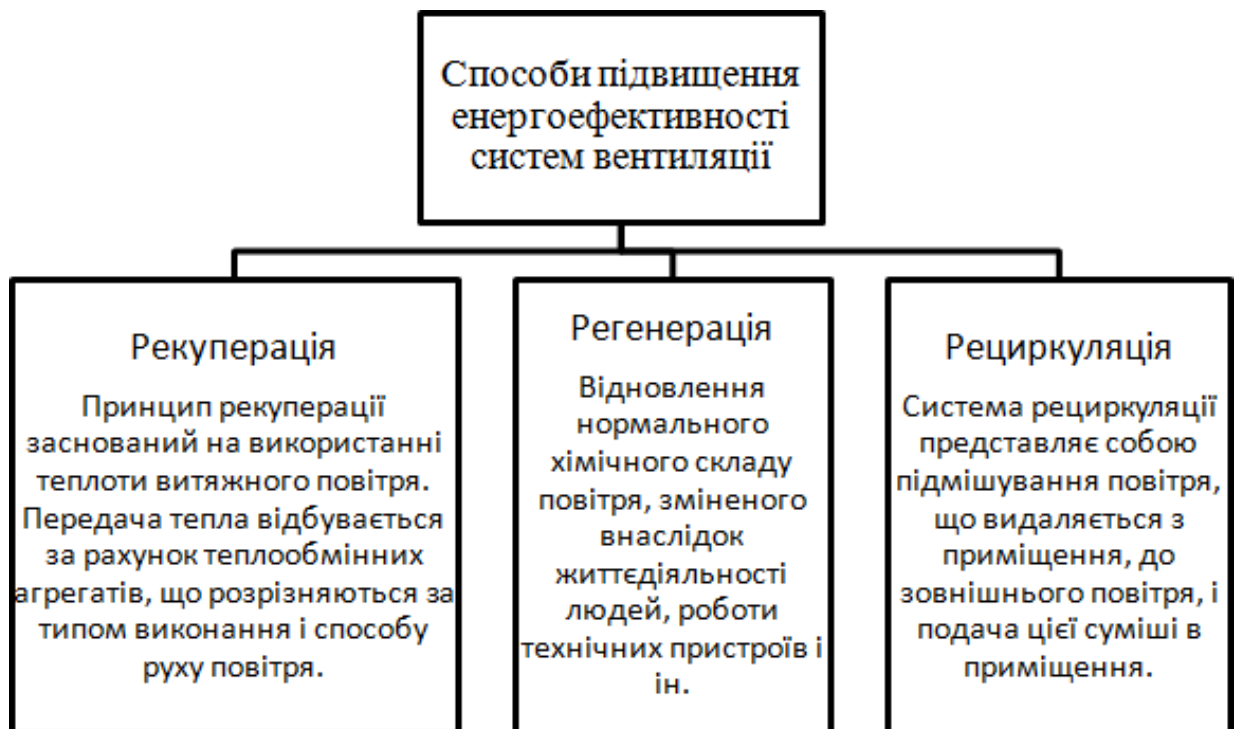 Способи підвищення
енергоефективності
систем вентиляції
Рекуперація
Принцип рекуперації
заснований на використанні
теплоти витяжного повітря.
Передача тепла відбувається
за рахунок теплообмінних
агрегатів, що розрізняються за
типом виконання і способу
руху повітря.
Регенерація
Відновлення
нормального
хімічного складу
повітря, зміненого
внаслідок
життєдіяльності
людей, роботи
технічних пристроїв і
ін.
Рециркуляція
Система рециркуляції
представляє собою
підмішування повітря,
що видаляється з
приміщення, до
зовнішнього повітря, і
подача цієї суміші в
приміщення.